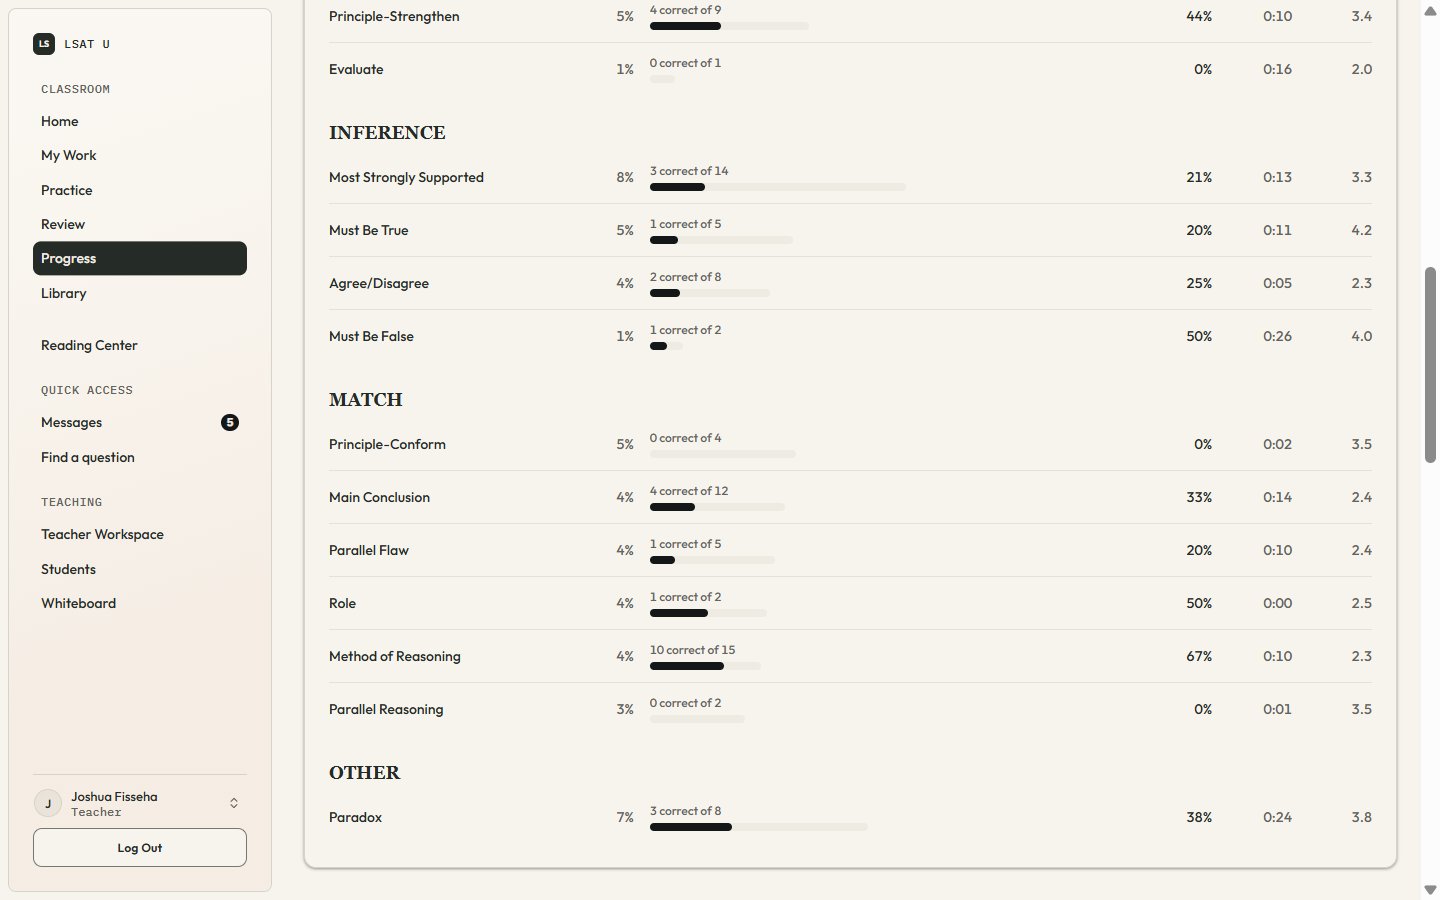 LS LSAT U
CLASSROOM
Home
My Work
Practice
Review
Progress
Library
Reading Center
QUICK ACCESS
Messages 5
Find a question
TEACHING
Teacher Workspace
Students
Whiteboard
J Joshua Fisseha
Teacher
Log Out
Principle-Strengthen 5% 4 correct of 9 44% 0:10 3.4
Evaluate 1% 0 correct of 1 0% 0:16 2.0
INFERENCE
Most Strongly Supported 8% 3 correct of 14 21% 0:13 3.3
Must Be True 5% 1 correct of 5 20% 0:11 4.2
Agree/Disagree 4% 2 correct of 8 25% 0:05 2.3
Must Be False 1% 1 correct of 2 50% 0:26 4.0
MATCH
Principle-Conform 5% 0 correct of 4 0% 0:02 3.5
Main Conclusion 4% 4 correct of 12 33% 0:14 2.4
Parallel Flaw 4% 1 correct of 5 20% 0:10 2.4
Role 4% 1 correct of 2 50% 0:00 2.5
Method of Reasoning 4% 10 correct of 15 67% 0:10 2.3
Parallel Reasoning 3% 0 correct of 2 0% 0:01 3.5
OTHER
Paradox 7% 3 correct of 8 38% 0:24 3.8